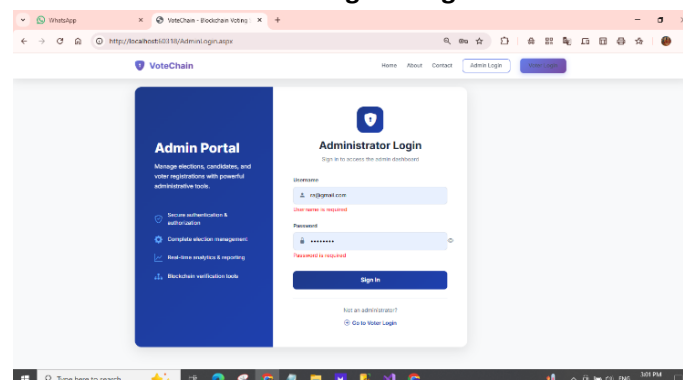 WhatsApp
VoteChain - Blockchain Voting
http://localhost:60318/AdminLogin.aspx
VoteChain
Home About Contact Admin Login
Admin Portal
Manage elections, candidates, and
voter registrations with powerful
administrative tools.
Secure authentication &
authorization
Complete election management
Real-time analytics & reporting
Blockchain verification tools
Administrator Login
Sign in to access the admin dashboard
Username
User name is required
Password
Password is required
Sign In
Not an administrator?
Go to Voter Login
Type here to search
ENG
3:01 PM